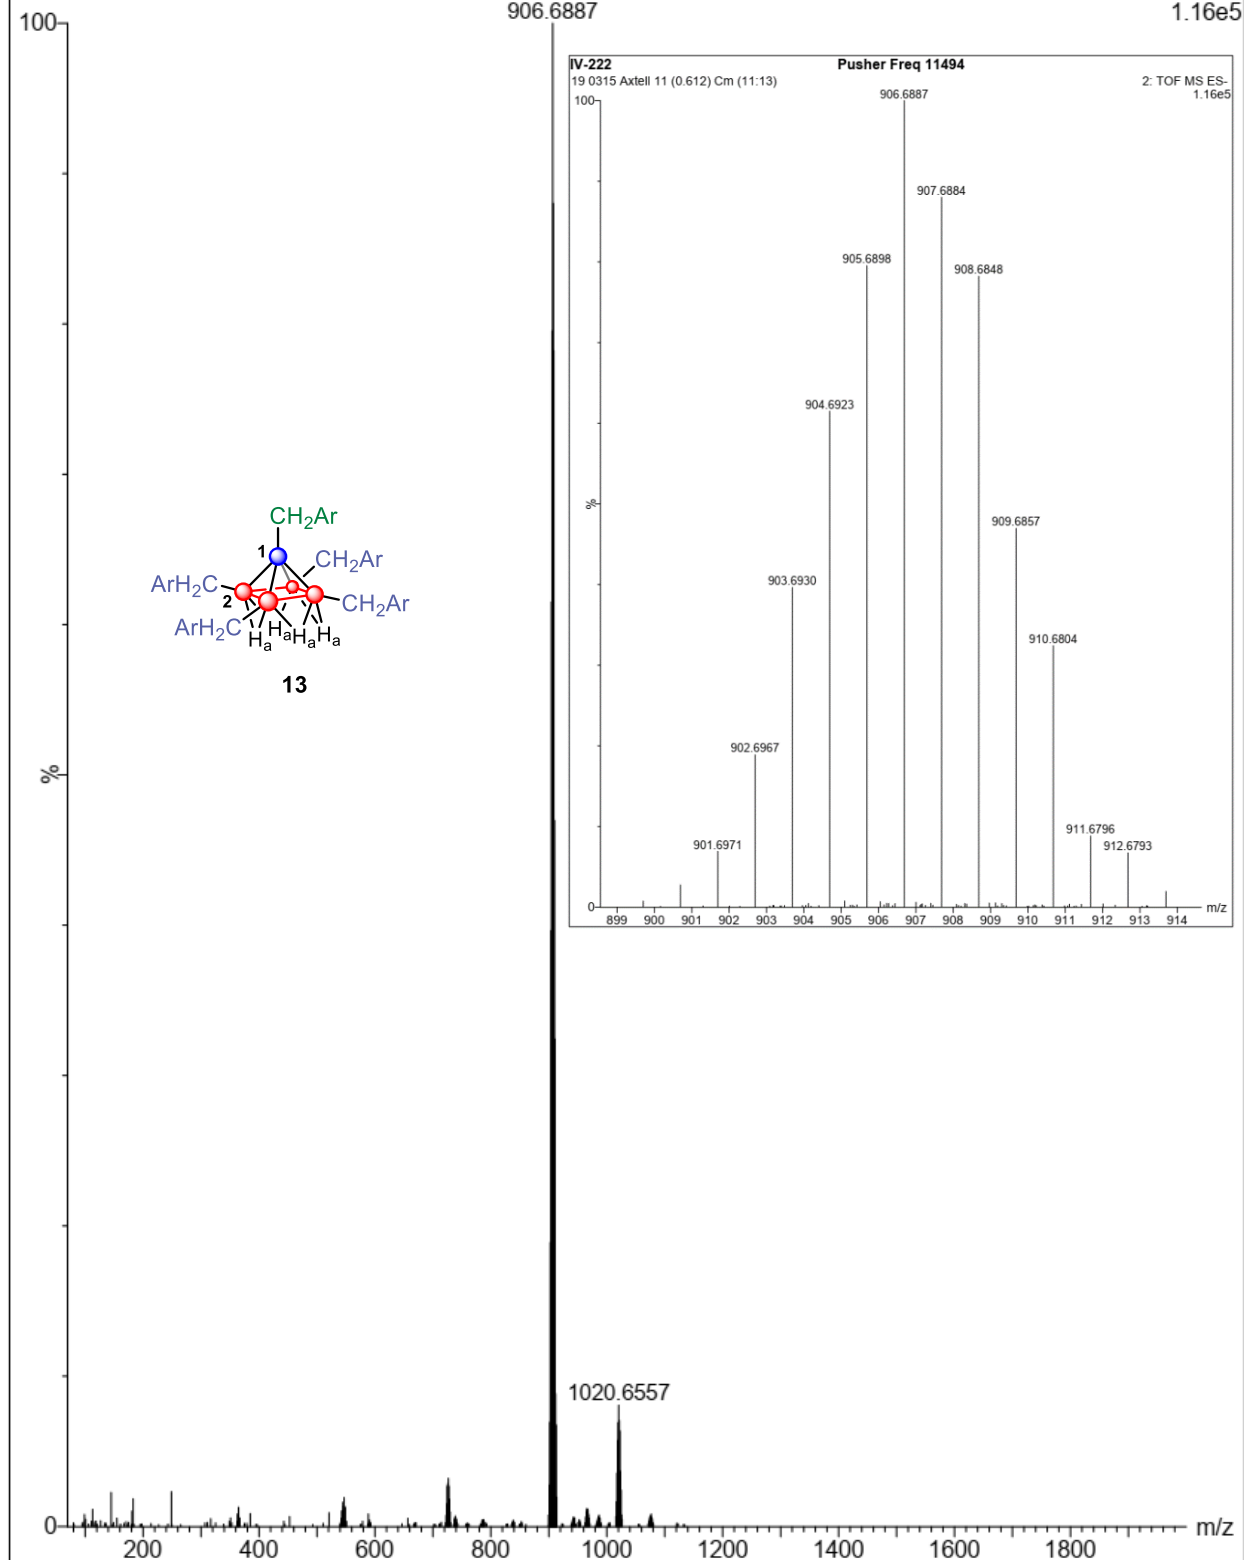 906.6887
1.16e5
100
IV-222
Pusher Freq 11494
19 0315 Axtell 11 (0.612) Cm (11:13)
2: TOF MS ES-
1.16e5
100
906.6887
907.6884
905.6898
908.6848
904.6923
%
909.6857
903.6930
910.6804
902.6967
911.6796
901.6971
912.6793
0
m/z
899 900 901 902 903 904 905 906 907 908 909 910 911 912 913 914
CH2Ar
1
CH2Ar
ArH2C
2
CH2Ar
ArH2C
Ha Ha Ha Ha
13
%
1020.6557
0
m/z
200 400 600 800 1000 1200 1400 1600 1800